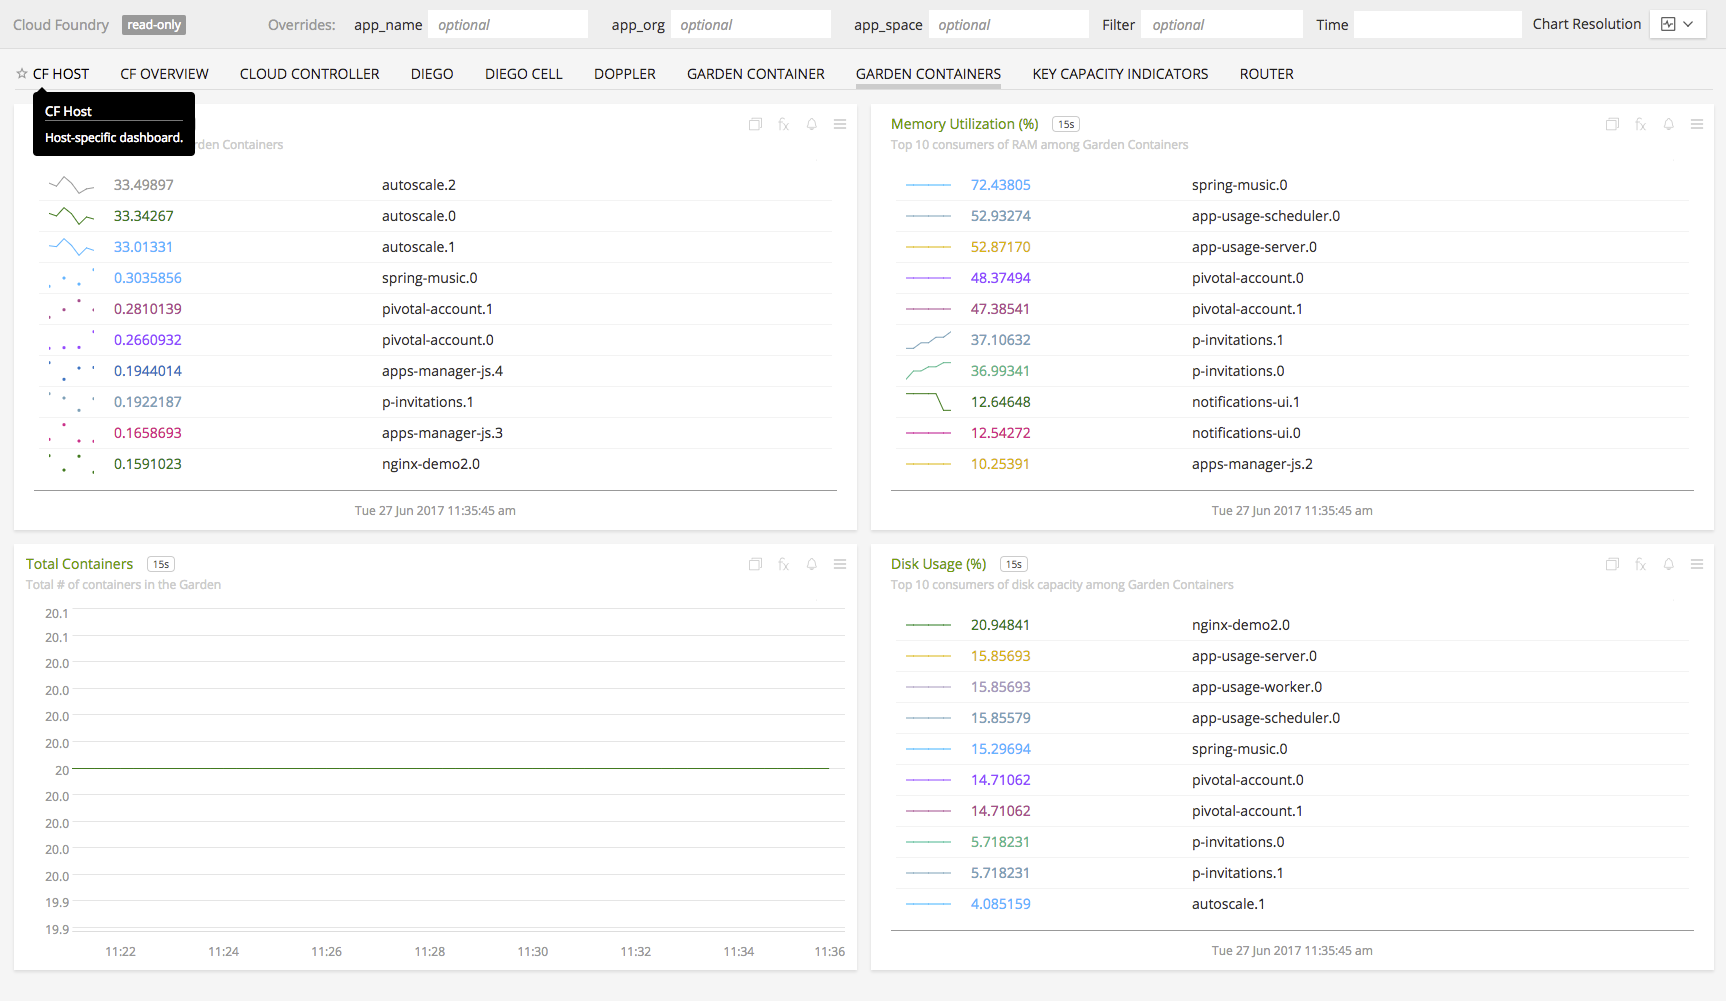 Cloud Foundry read-only Overrides: app_name optional app_org optional app_space optional Filter optional Time Chart Resolution
CF HOST CF OVERVIEW CLOUD CONTROLLER DIEGO DIEGO CELL DOPPLER GARDEN CONTAINER GARDEN CONTAINERS KEY CAPACITY INDICATORS ROUTER
CF Host
Host-specific dashboard.
Containers
fx
33.49897 autoscale.2
33.34267 autoscale.0
33.01331 autoscale.1
0.3035856 spring-music.0
0.2810139 pivotal-account.1
0.2660932 pivotal-account.0
0.1944014 apps-manager-js.4
0.1922187 p-invitations.1
0.1658693 apps-manager-js.3
0.1591023 nginx-demo2.0
Tue 27 Jun 2017 11:35:45 am
Memory Utilization (%) 15s fx
Top 10 consumers of RAM among Garden Containers
72.43805 spring-music.0
52.93274 app-usage-scheduler.0
52.87170 app-usage-server.0
48.37494 pivotal-account.0
47.38541 pivotal-account.1
37.10632 p-invitations.1
36.99341 p-invitations.0
12.64648 notifications-ui.1
12.54272 notifications-ui.0
10.25391 apps-manager-js.2
Tue 27 Jun 2017 11:35:45 am
Total Containers 15s fx
Total # of containers in the Garden
20.1
20.1
20.0
20.0
20.0
20.0
20
20.0
20.0
20.0
20.0
19.9
19.9
11:22 11:24 11:26 11:28 11:30 11:32 11:34 11:36
Disk Usage (%) 15s fx
Top 10 consumers of disk capacity among Garden Containers
20.94841 nginx-demo2.0
15.85693 app-usage-server.0
15.85693 app-usage-worker.0
15.85579 app-usage-scheduler.0
15.29694 spring-music.0
14.71062 pivotal-account.0
14.71062 pivotal-account.1
5.718231 p-invitations.0
5.718231 p-invitations.1
4.085159 autoscale.1
Tue 27 Jun 2017 11:35:45 am